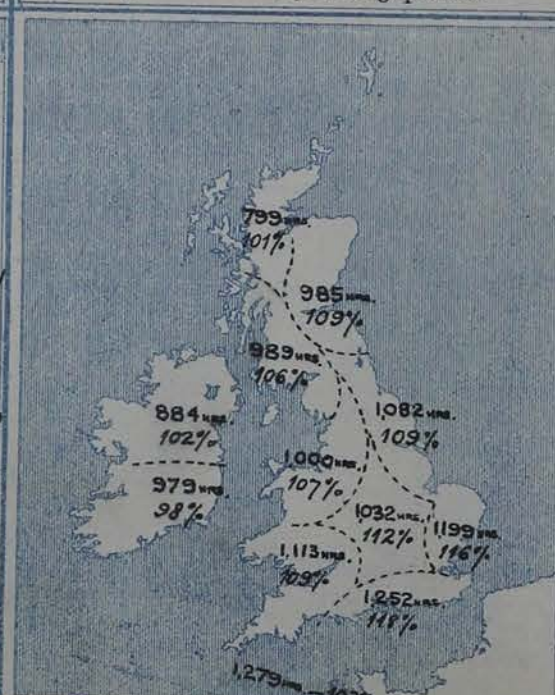 799 HRS.
101%
985 HRS.
109%
989 HRS.
106%
884 HRS.
102%
1,082 HRS.
109%
979 HRS.
98%
1,000 HRS.
107%
1032 HRS.
112%
1,199 HRS.
116%
1,113 HRS.
109%
1,252 HRS.
118%
1,279 HRS.